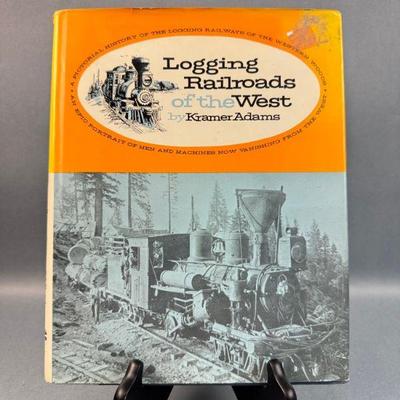 A PICTORIAL HISTORY OF THE LOGGING RAILWAYS OF THE WESTERN WOODS •
AN EPIC PORTRAIT OF MEN AND MACHINES NOW VANISHING FROM THE WEST •
Logging
Railroads
of the West
by Kramer Adams